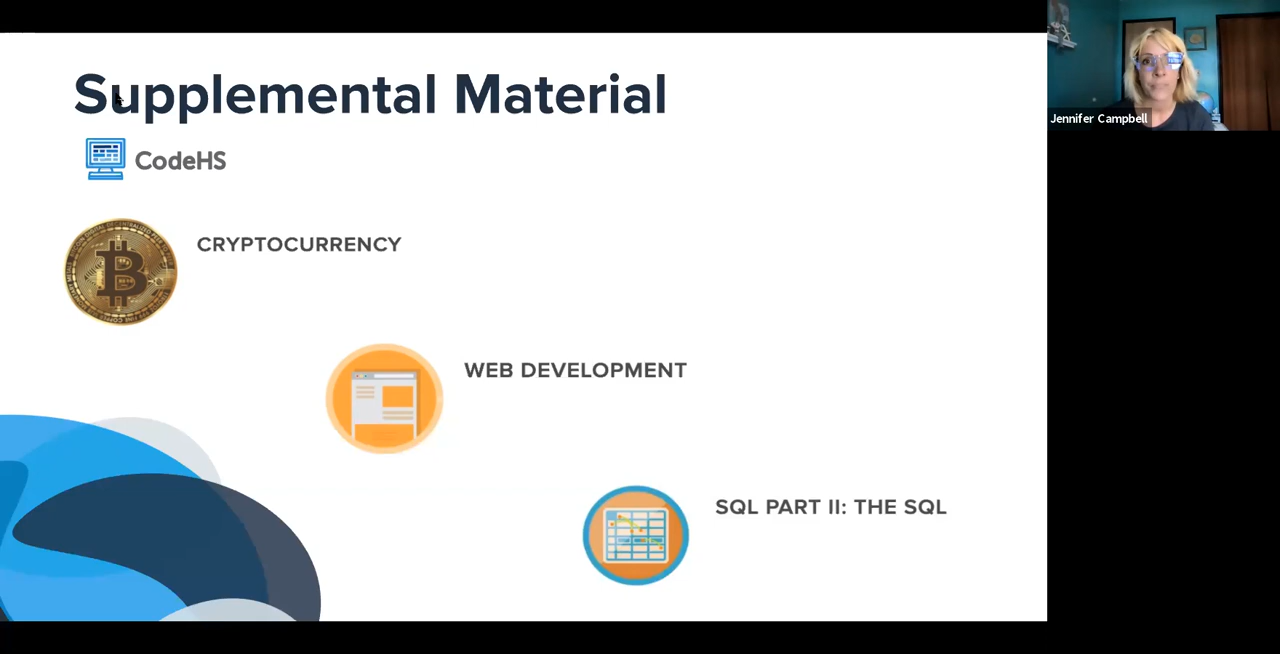 Supplemental Material
CodeHS
CRYPTOCURRENCY
WEB DEVELOPMENT
SQL PART II: THE SQL
Jennifer Campbell